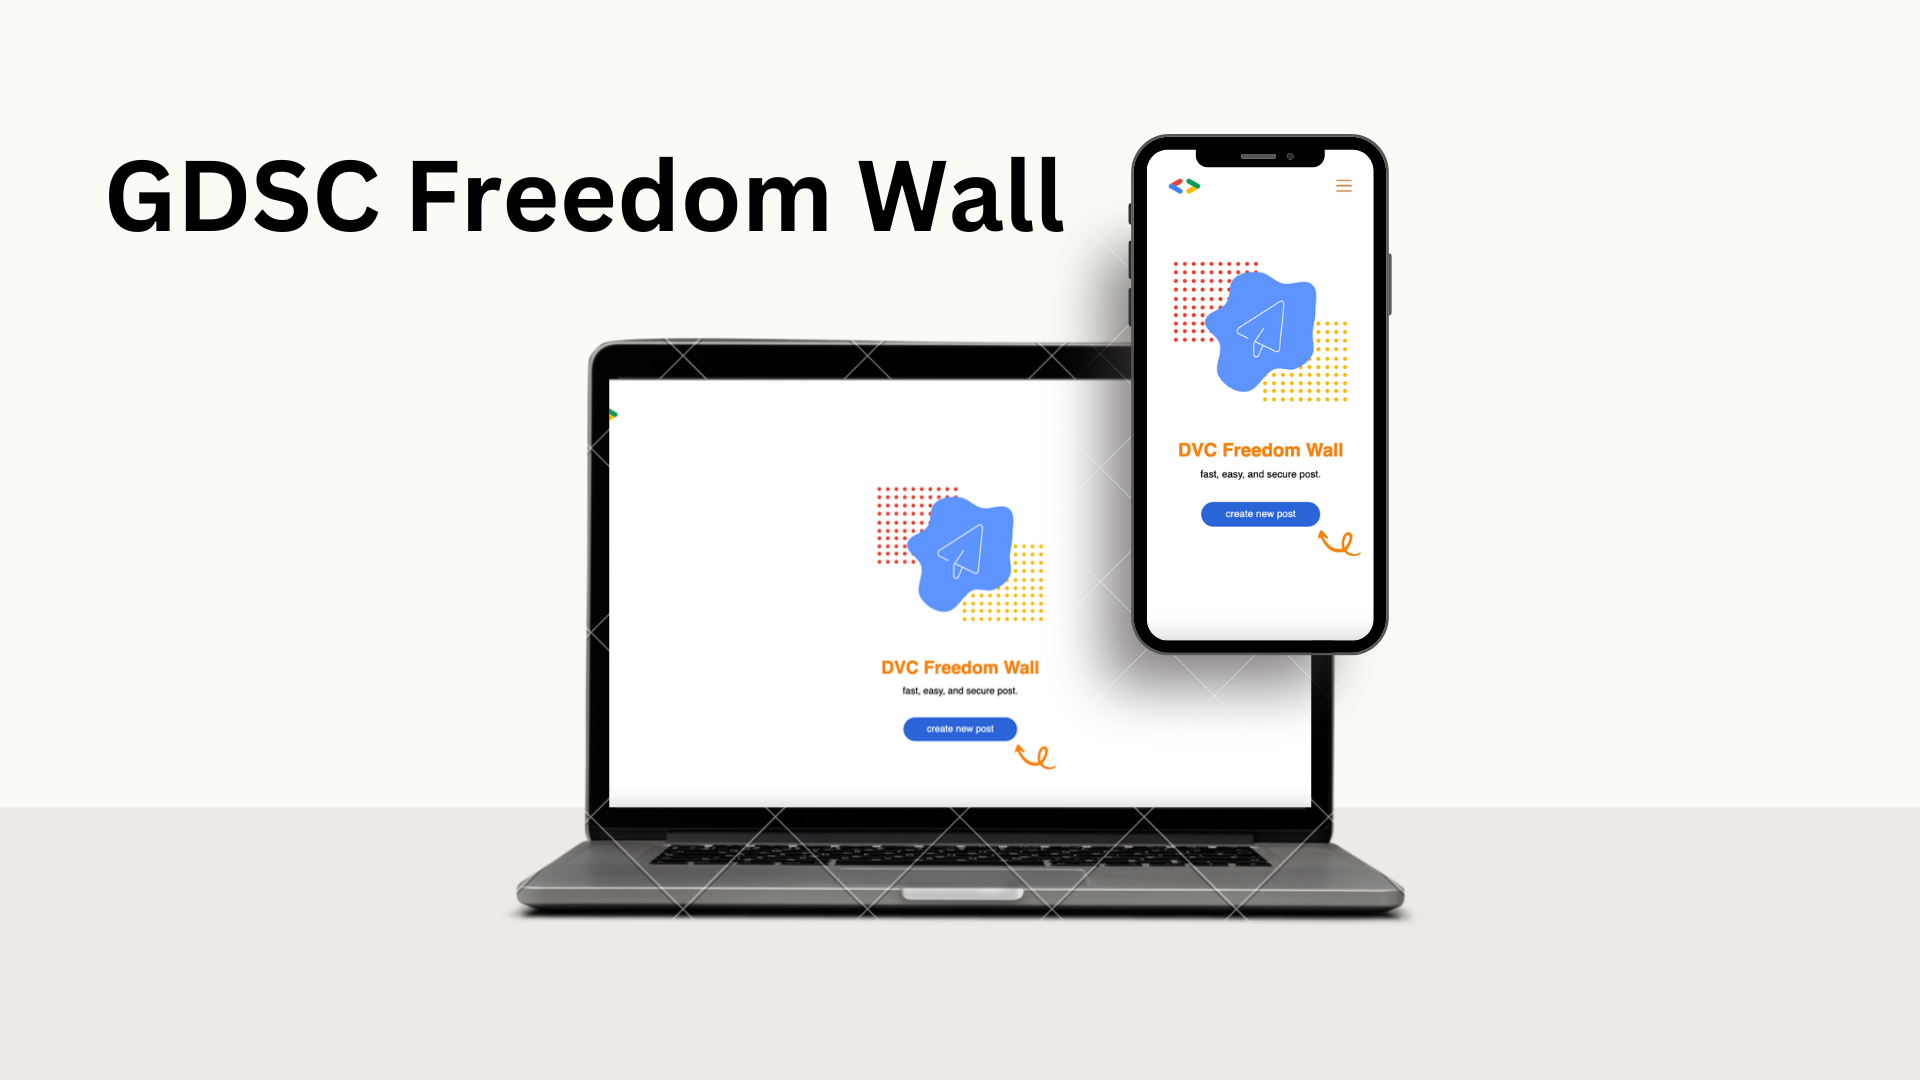 GDSC Freedom Wall
DVC Freedom Wall
fast, easy, and secure post.
create new post
DVC Freedom Wall
fast, easy, and secure post.
create new post